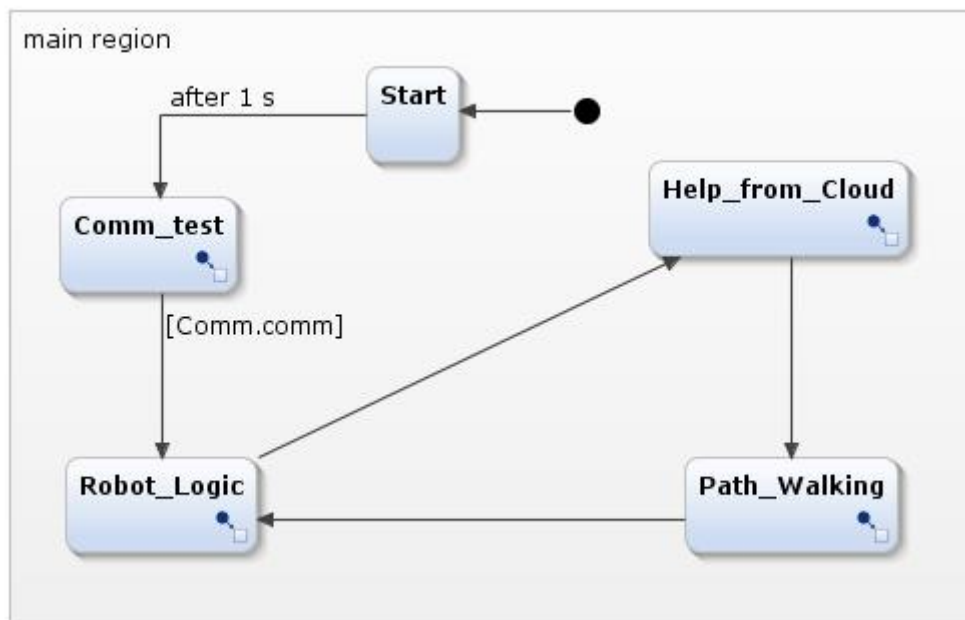 main region
Start
after 1 s
Help_from_Cloud
Comm_test
[Comm.comm]
Robot_Logic
Path_Walking